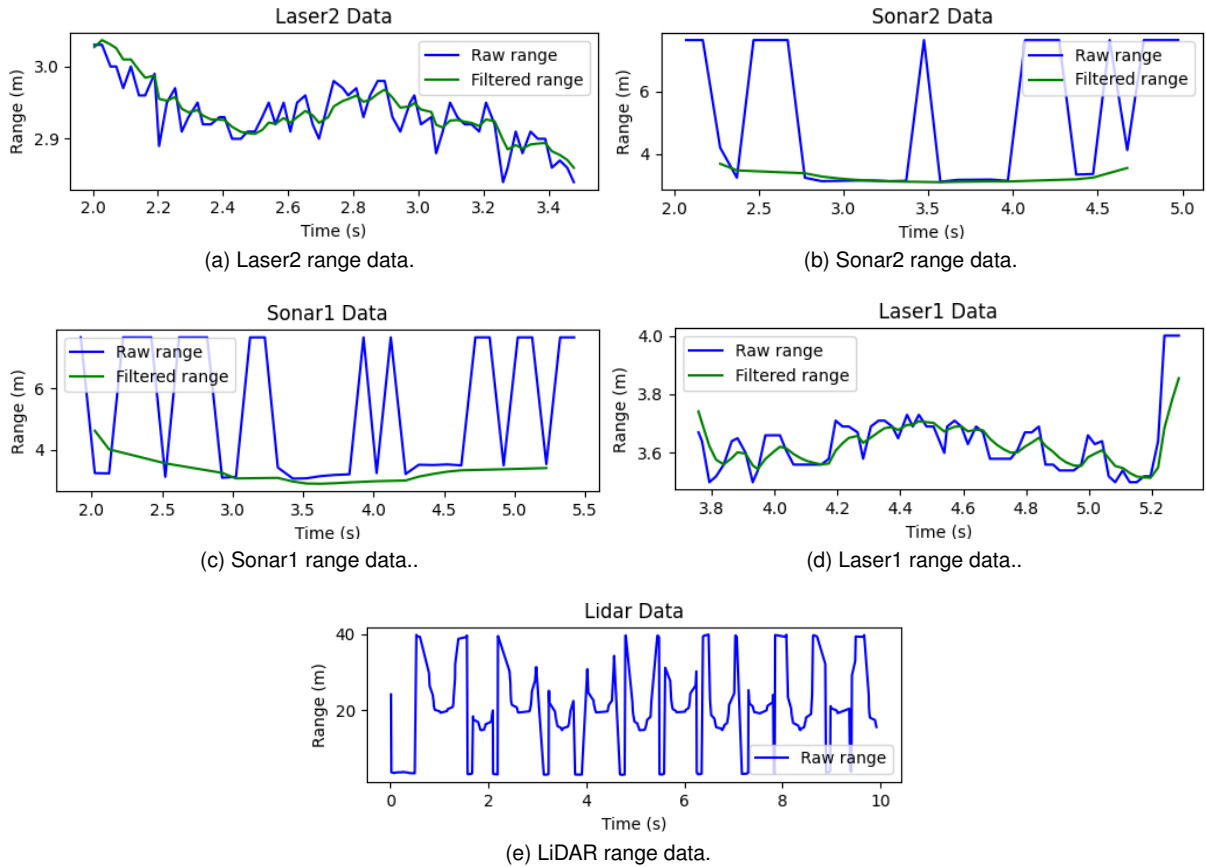 Laser2 Data
Range (m)
3.0
2.9
Raw range
Filtered range
2.0 2.2 2.4 2.6 2.8 3.0 3.2 3.4
Time (s)
(a) Laser2 range data.
Sonar2 Data
Range (m)
6
4
Raw range
Filtered range
2.0 2.5 3.0 3.5 4.0 4.5 5.0
Time (s)
(b) Sonar2 range data.
Sonar1 Data
Range (m)
6
4
Raw range
Filtered range
2.0 2.5 3.0 3.5 4.0 4.5 5.0 5.5
Time (s)
(c) Sonar1 range data..
Laser1 Data
Range (m)
4.0
3.8
3.6
Raw range
Filtered range
3.8 4.0 4.2 4.4 4.6 4.8 5.0 5.2
Time (s)
(d) Laser1 range data..
Lidar Data
Range (m)
40
20
Raw range
0 2 4 6 8 10
Time (s)
(e) LiDAR range data.